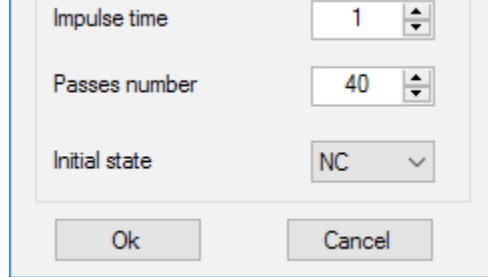 Impulse time 1
Passes number 40
Initial state NC
Ok Cancel